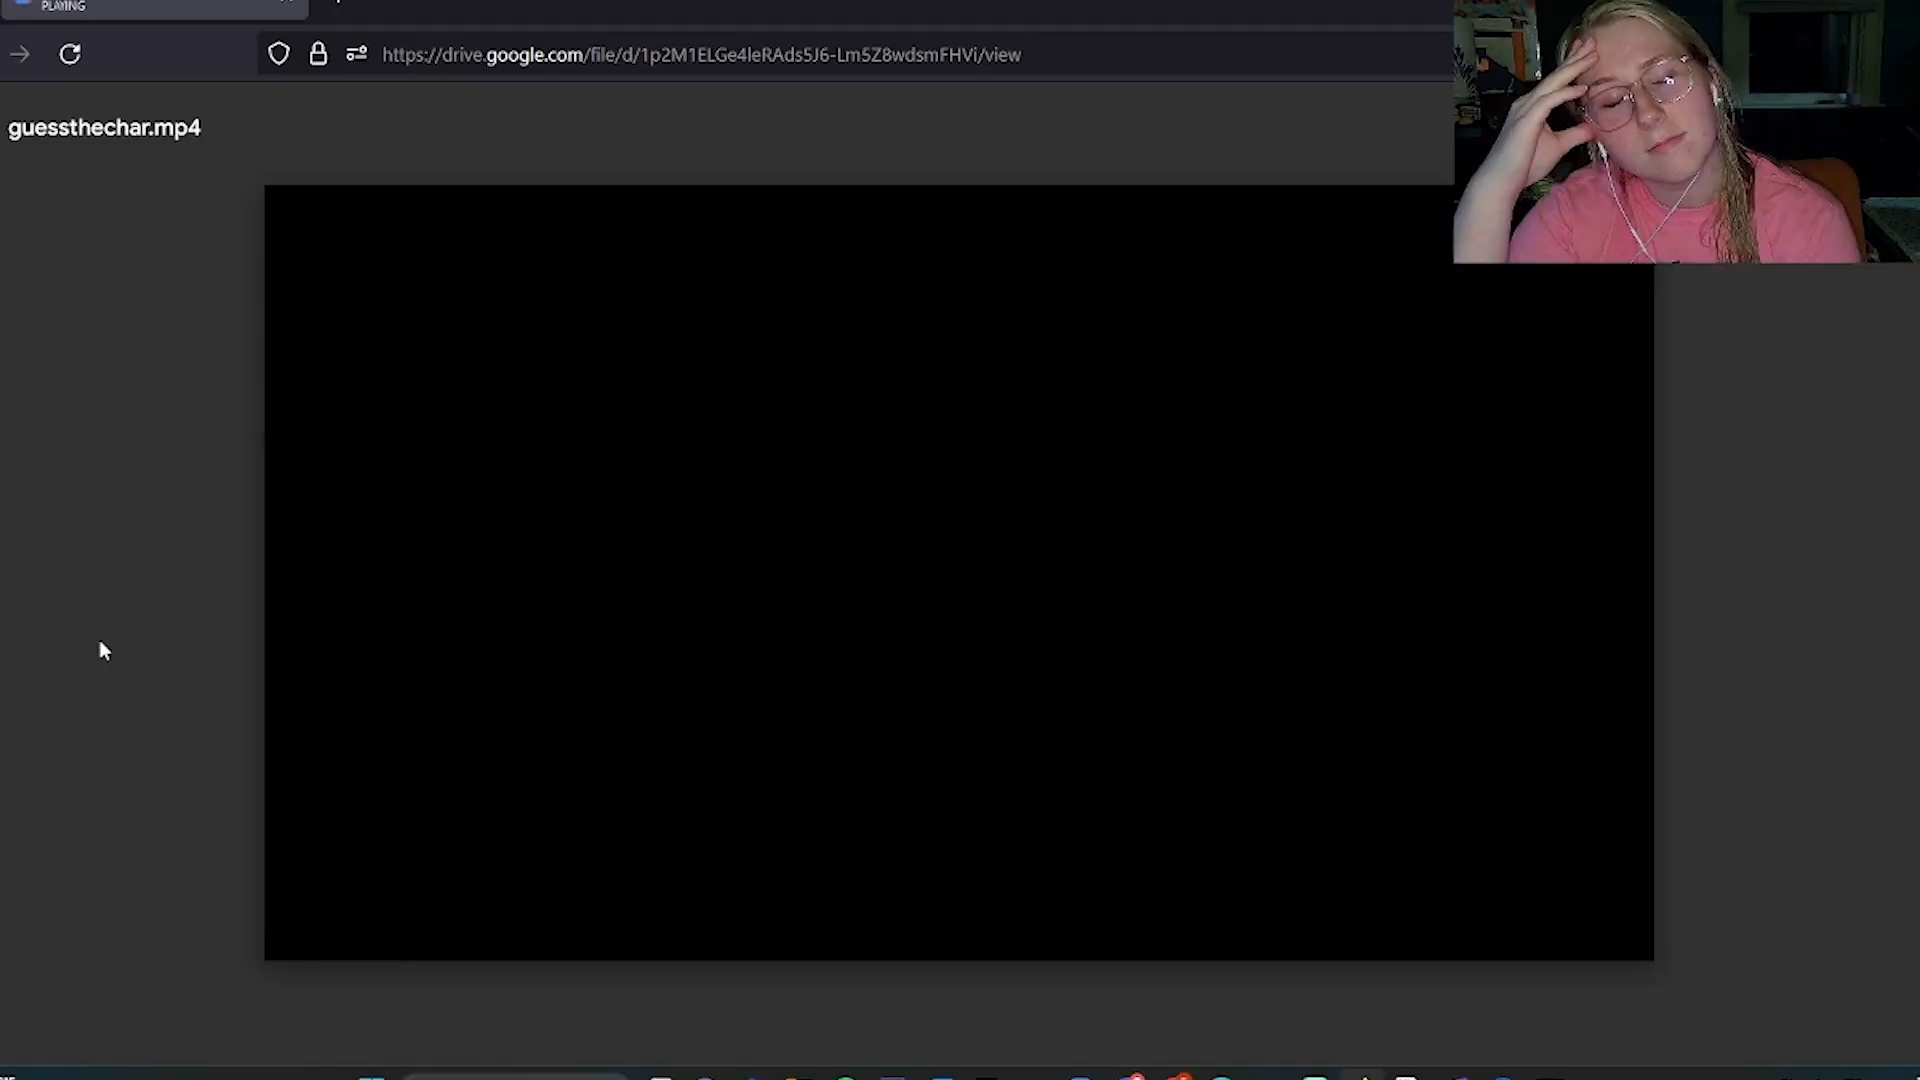 PLAYING
https://drive.google.com/file/d/1p2M1ELGe4leRAds5J6-Lm5Z8wdsmFHVi/view
guessthechar.mp4